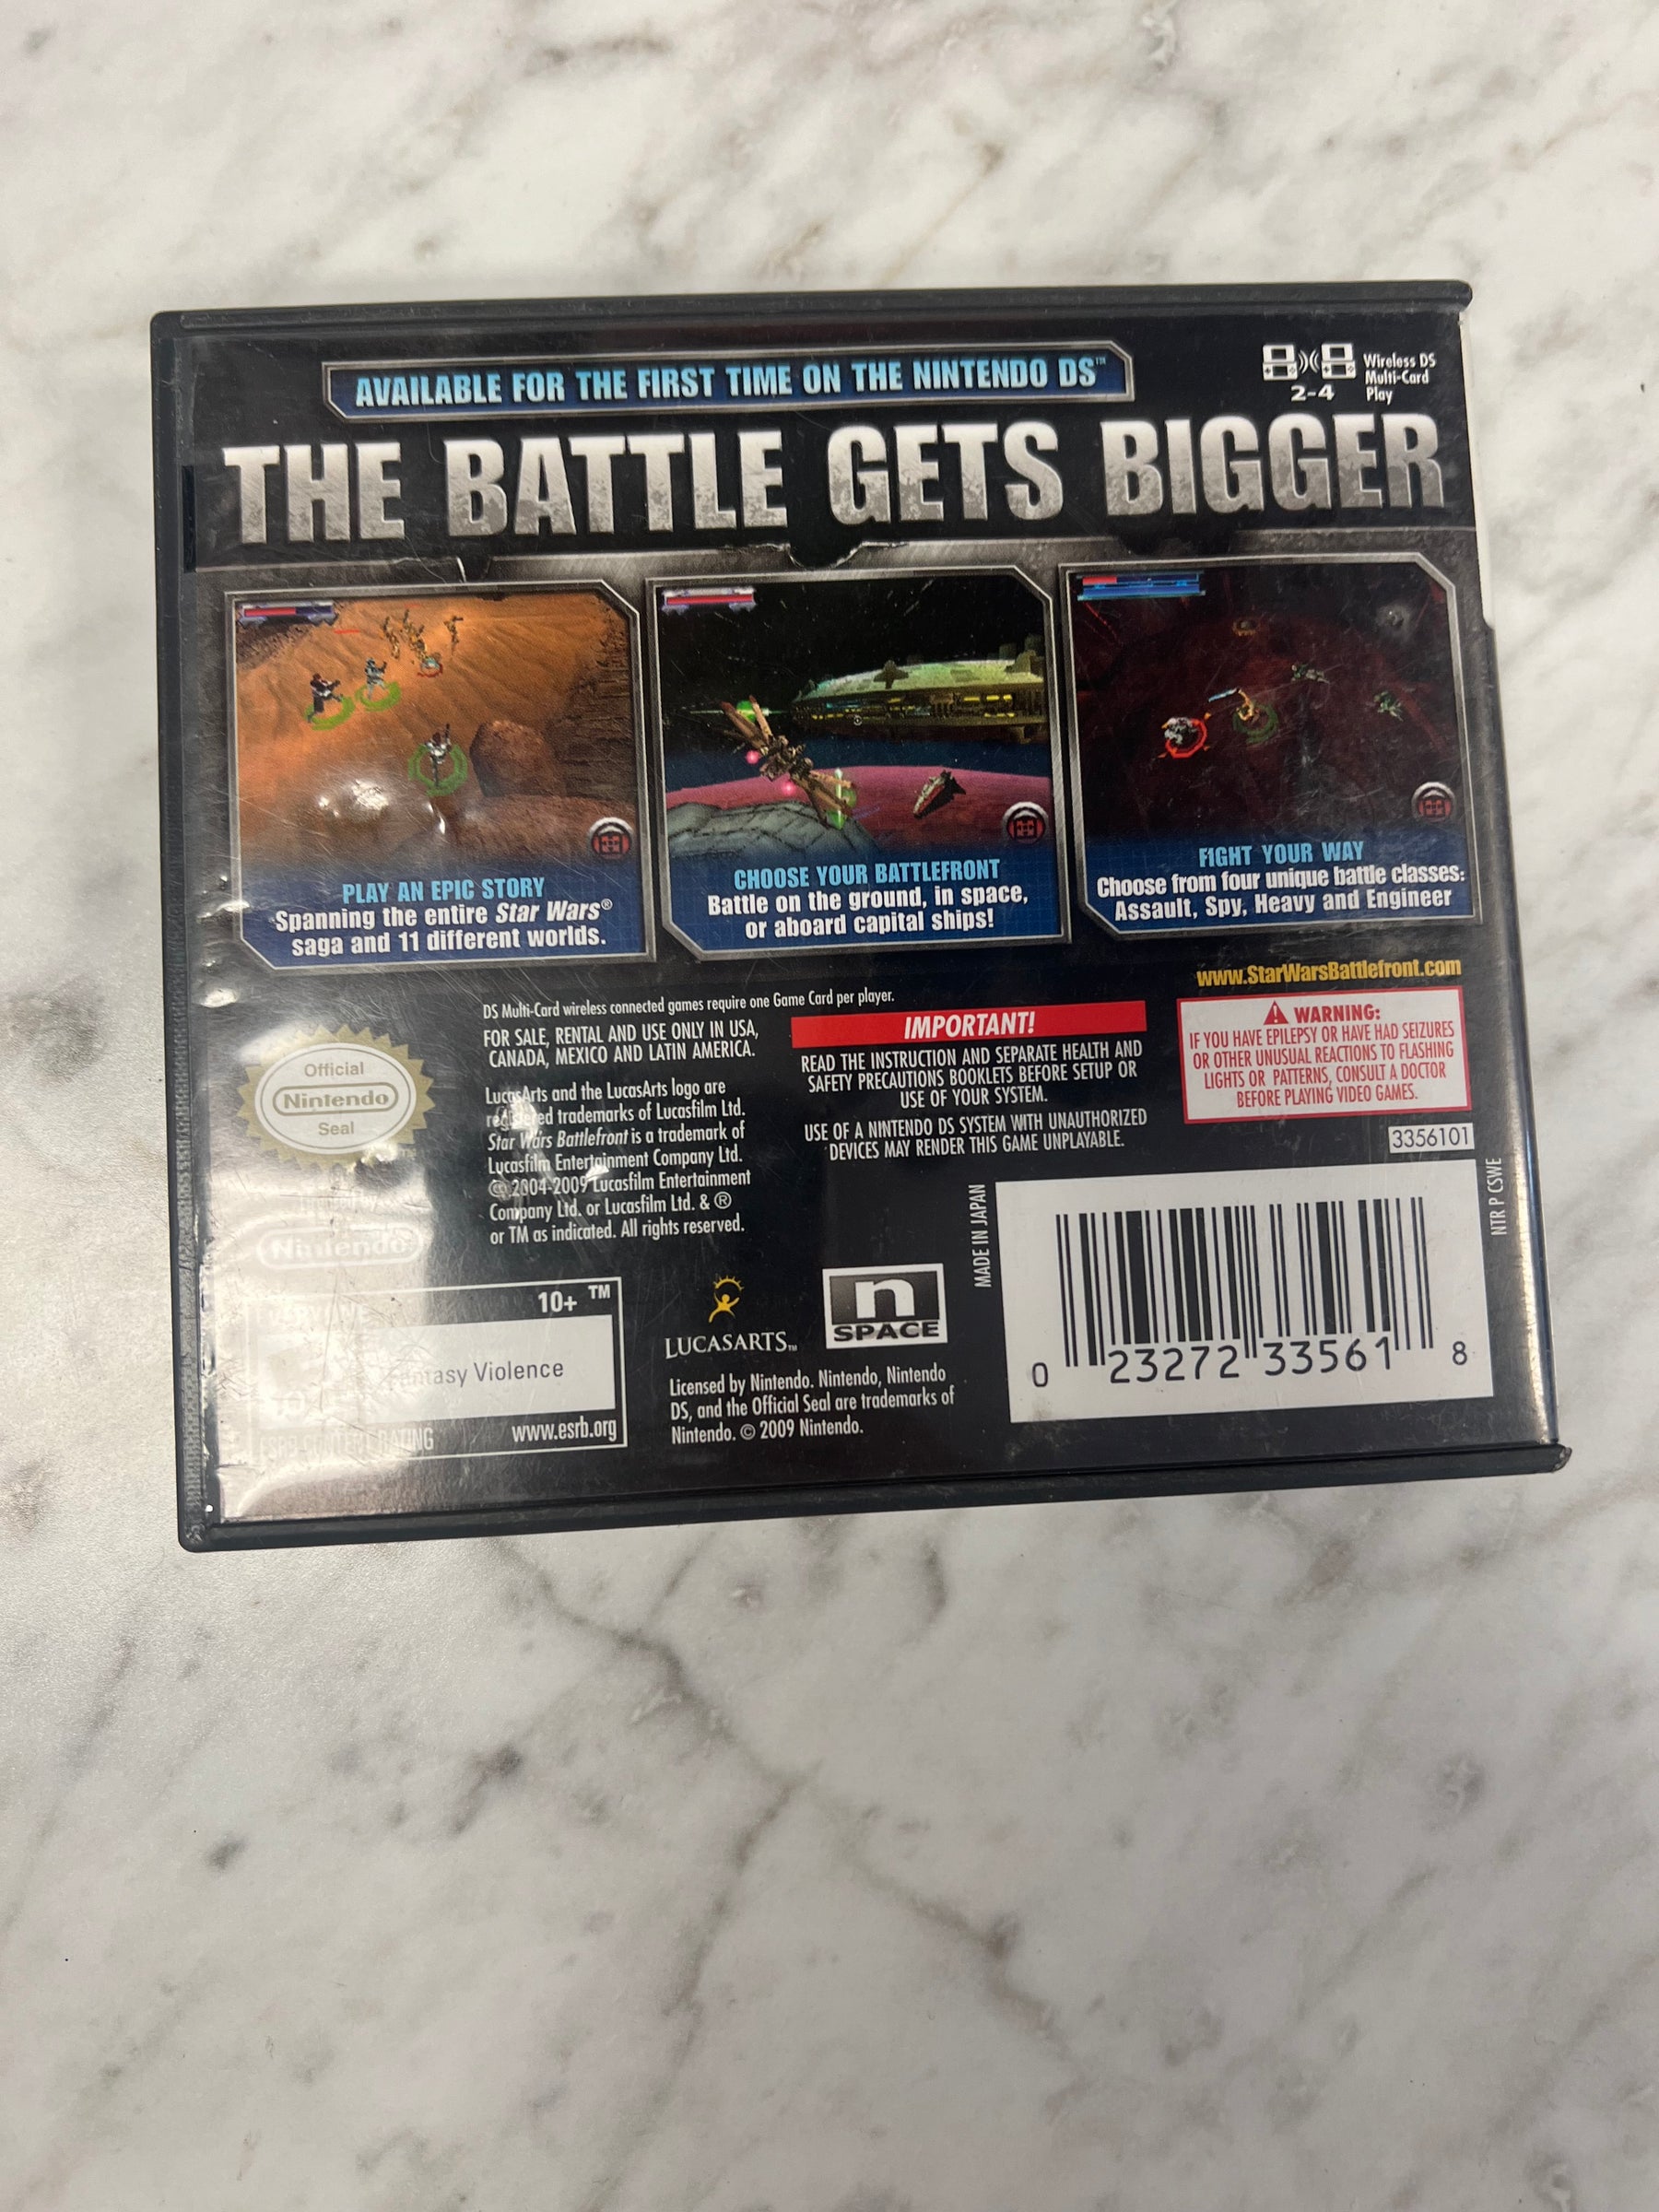 AVAILABLE FOR THE FIRST TIME ON THE NINTENDO DS™
Wireless DS
Multi-Card
Play
2-4
THE BATTLE GETS BIGGER
PLAY AN EPIC STORY
Spanning the entire Star Wars®
saga and 11 different worlds.
CHOOSE YOUR BATTLEFRONT
Battle on the ground, in space,
or aboard capital ships!
FIGHT YOUR WAY
Choose from four unique battle classes:
Assault, Spy, Heavy and Engineer
www.StarWarsBattlefront.com
DS Multi-Card wireless connected games require one Game Card per player.
FOR SALE, RENTAL AND USE ONLY IN USA,
CANADA, MEXICO AND LATIN AMERICA.
Official
Nintendo
Seal
LucasArts and the LucasArts logo are
registered trademarks of Lucasfilm Ltd.
Star Wars Battlefront is a trademark of
Lucasfilm Entertainment Company Ltd.
© 2004-2009 Lucasfilm Entertainment
Company Ltd. or Lucasfilm Ltd. & ®
or TM as indicated. All rights reserved.
IMPORTANT!
READ THE INSTRUCTION AND SEPARATE HEALTH AND
SAFETY PRECAUTIONS BOOKLETS BEFORE SETUP OR
USE OF YOUR SYSTEM.
USE OF A NINTENDO DS SYSTEM WITH UNAUTHORIZED
DEVICES MAY RENDER THIS GAME UNPLAYABLE.
WARNING:
IF YOU HAVE EPILEPSY OR HAVE HAD SEIZURES
OR OTHER UNUSUAL REACTIONS TO FLASHING
LIGHTS OR PATTERNS, CONSULT A DOCTOR
BEFORE PLAYING VIDEO GAMES.
3356101
NTR P CSWE
MADE IN JAPAN
Nintendo
10+ ™
Fantasy Violence
RATING
www.esrb.org
LUCASARTS™
n
SPACE
Licensed by Nintendo. Nintendo, Nintendo
DS, and the Official Seal are trademarks of
Nintendo. © 2009 Nintendo.
0 23272 33561 8